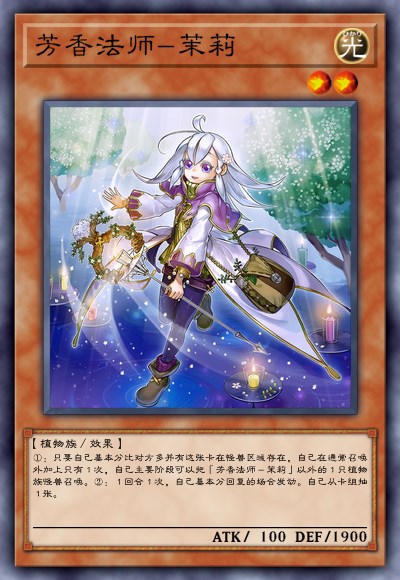 芳香法师-茉莉
ひかり
光
【植物族/效果】
①:只要自己基本分比对方多并有这张卡在怪兽区域存在,自己在通常召唤
外加上只有1次,自己主要阶段可以把「芳香法师-茉莉」以外的1只植物
族怪兽召唤。②:1回合1次,自己基本分回复的场合发动。自己从卡组抽
1张。
ATK/ 100 DEF/1900